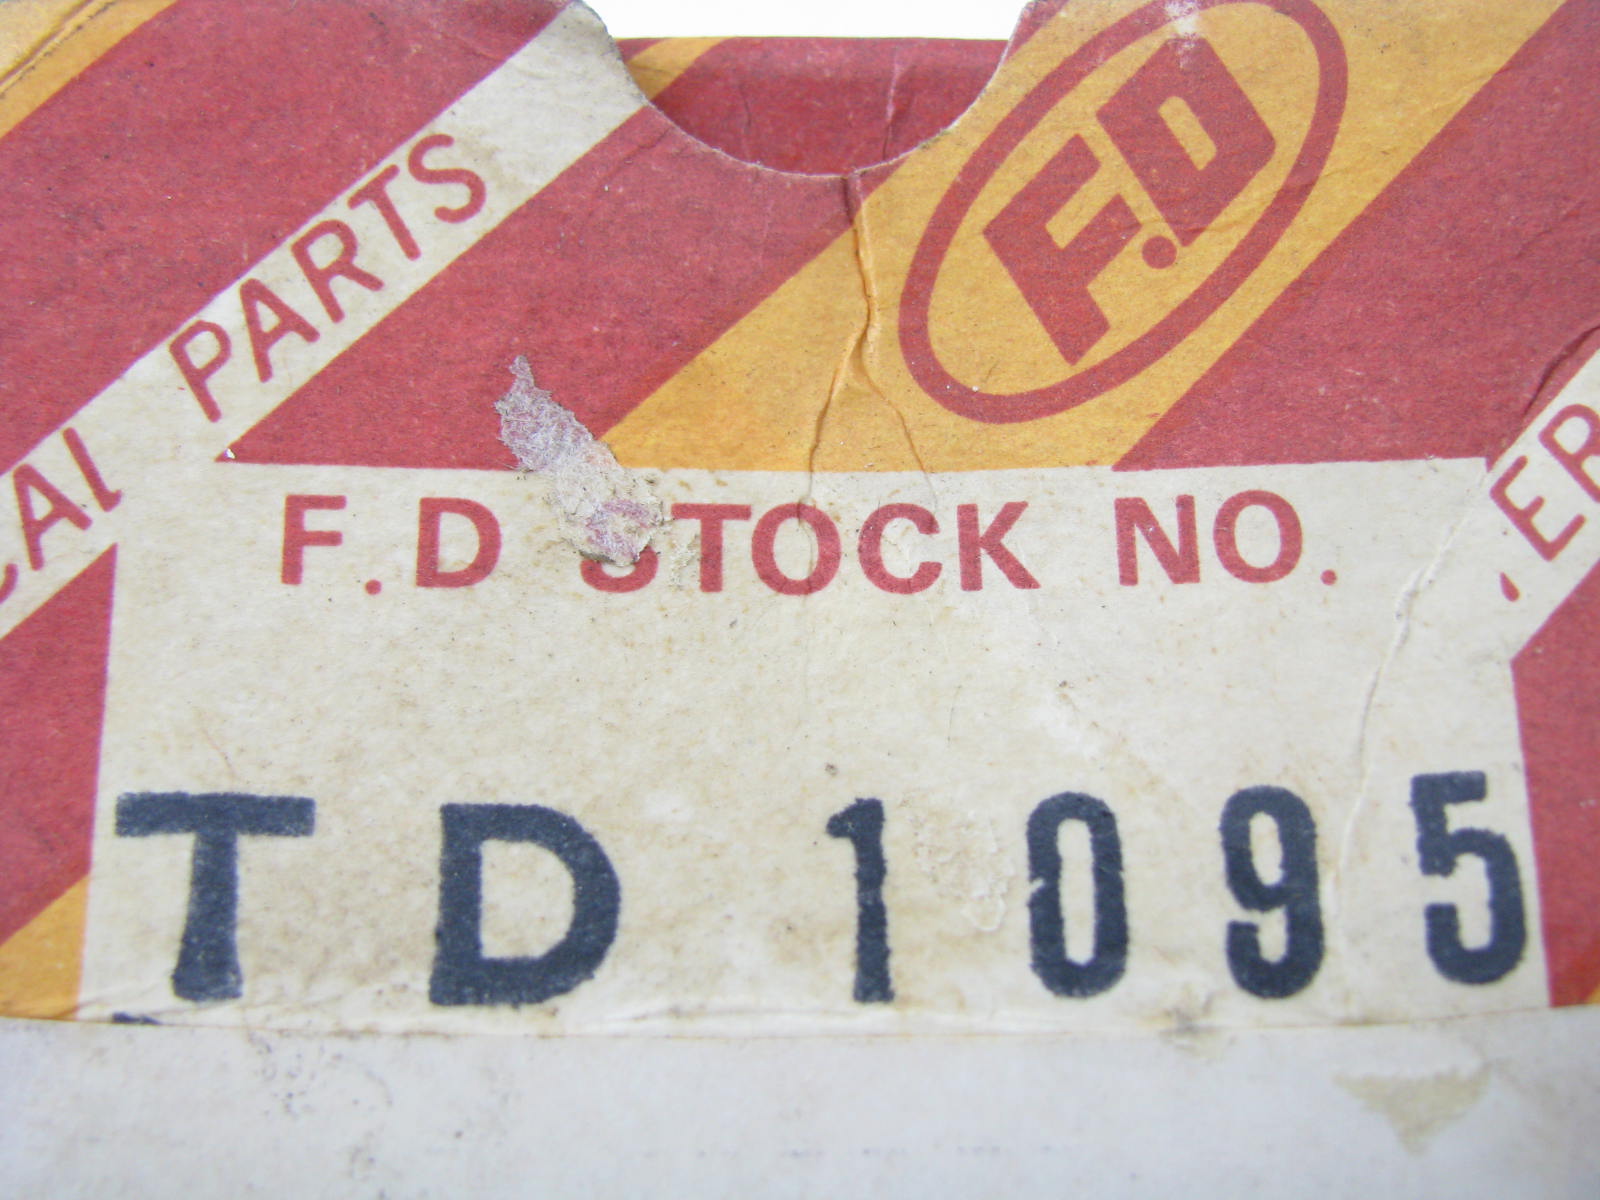 PARTS
F.D
F.D STOCK NO.
TD 1095